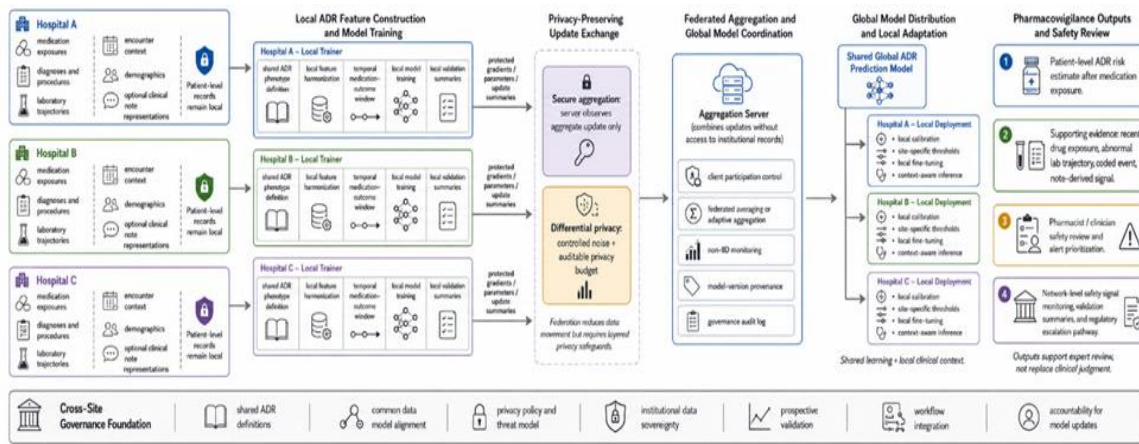 Local ADR Feature Construction
and Model Training
Privacy-Preserving
Update Exchange
Federated Aggregation and
Global Model Coordination
Global Model Distribution
and Local Adaptation
Pharmacovigilance Outputs
and Safety Review
Hospital A
medication
exposures
diagnoses and
procedures
laboratory
trajectories
encounter
context
demographics
optional clinical
note
representations
Patient-level
records
remain local
Hospital B
medication
exposures
diagnoses and
procedures
laboratory
trajectories
encounter
context
demographics
optional clinical
note
representations
Patient-level
records
remain local
Hospital C
medication
exposures
diagnoses and
procedures
laboratory
trajectories
encounter
context
demographics
optional clinical
note
representations
Patient-level
records
remain local
Hospital A – Local Trainer
shared ADR
phenotype
definition
local feature
harmonization
temporal
medication-
outcome
window
local model
training
local validation
summaries
Hospital B – Local Trainer
shared ADR
phenotype
definition
local feature
harmonization
temporal
medication-
outcome
window
local model
training
local validation
summaries
Hospital C – Local Trainer
shared ADR
phenotype
definition
local feature
harmonization
temporal
medication-
outcome
window
local model
training
local validation
summaries
protected
gradients /
parameters /
update
summaries
protected
gradients /
parameters /
update
summaries
protected
gradients /
parameters /
update
summaries
Secure aggregation:
server observes
aggregate update only
Differential privacy:
controlled noise +
auditable privacy
budget
Federation reduces data
movement but requires layered
privacy safeguards.
Aggregation Server
(combines updates without
access to institutional records)
client participation control
federated averaging or
adaptive aggregation
non-IID monitoring
model-version provenance
governance audit log
Shared Global ADR
Prediction Model
Hospital A – Local Deployment
• local calibration
• site-specific thresholds
• local fine-tuning
• context-aware inference
Hospital B – Local Deployment
• local calibration
• site-specific thresholds
• local fine-tuning
• context-aware inference
Hospital C – Local Deployment
• local calibration
• site-specific thresholds
• local fine-tuning
• context-aware inference
Shared learning + local clinical context.
1
Patient-level ADR risk
estimate after medication
exposure.
2
Supporting evidence: recent
drug exposure, abnormal
lab trajectory, coded event,
note-derived signal.
3
Pharmacist / clinician
safety review and
alert prioritization.
4
Network-level safety signal
monitoring, validation
summaries, and regulatory
escalation pathway.
Outputs support expert review,
not replace clinical judgment.
Cross-Site
Governance Foundation
shared ADR
definitions
common data
model alignment
privacy policy and
threat model
institutional data
sovereignty
prospective
validation
workflow
integration
accountability for
model updates